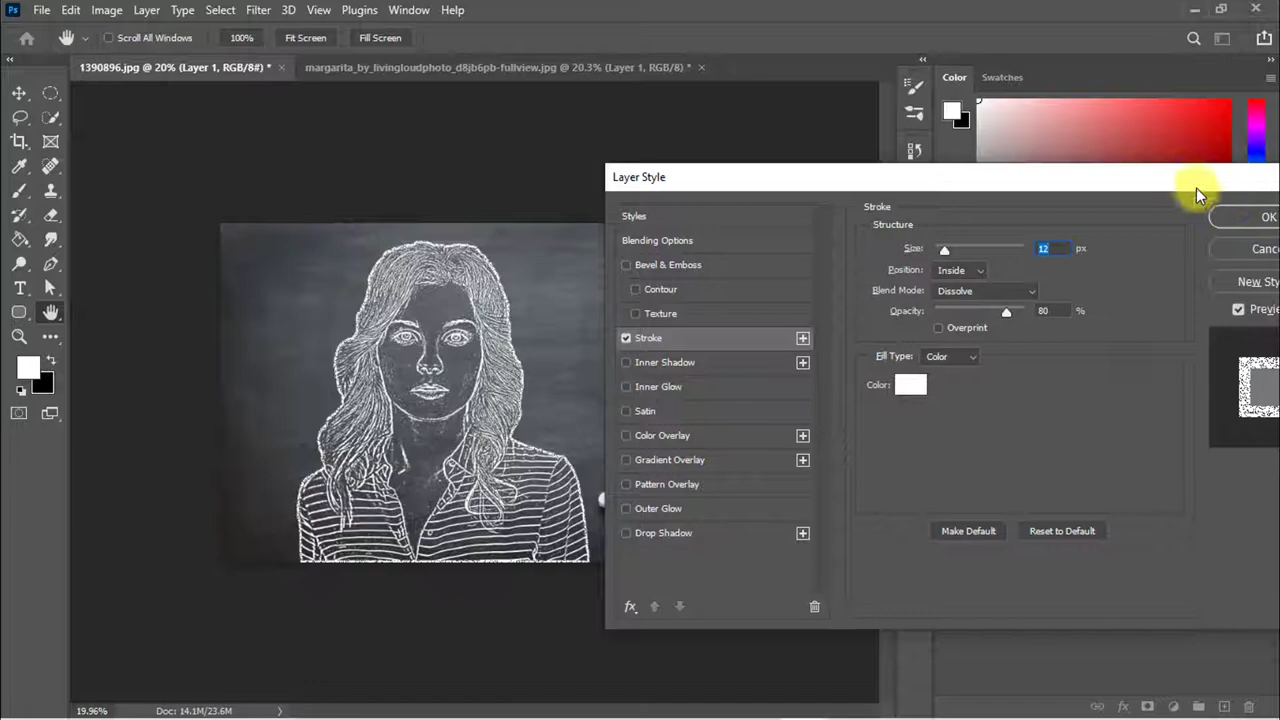 Ps File Edit Image Layer Type Select Filter 3D View Plugins Window Help
Scroll All Windows 100% Fit Screen Fill Screen
1390896.jpg @ 20% (Layer 1, RGB/8#) * × margarita_by_livingloudphoto_d8jb6pb-fullview.jpg @ 20.3% (Layer 1, RGB/8) * ×
Color Swatches
Layer Style
Styles
Blending Options
Bevel & Emboss
Contour
Texture
Stroke
Inner Shadow
Inner Glow
Satin
Color Overlay
Gradient Overlay
Pattern Overlay
Outer Glow
Drop Shadow
fx
Stroke
Structure
Size: 12 px
Position: Inside
Blend Mode: Dissolve
Opacity: 80 %
Overprint
Fill Type: Color
Color:
Make Default Reset to Default
OK
Canc
New Sty
Previe
19.96% Doc: 14.1M/23.6M
fx